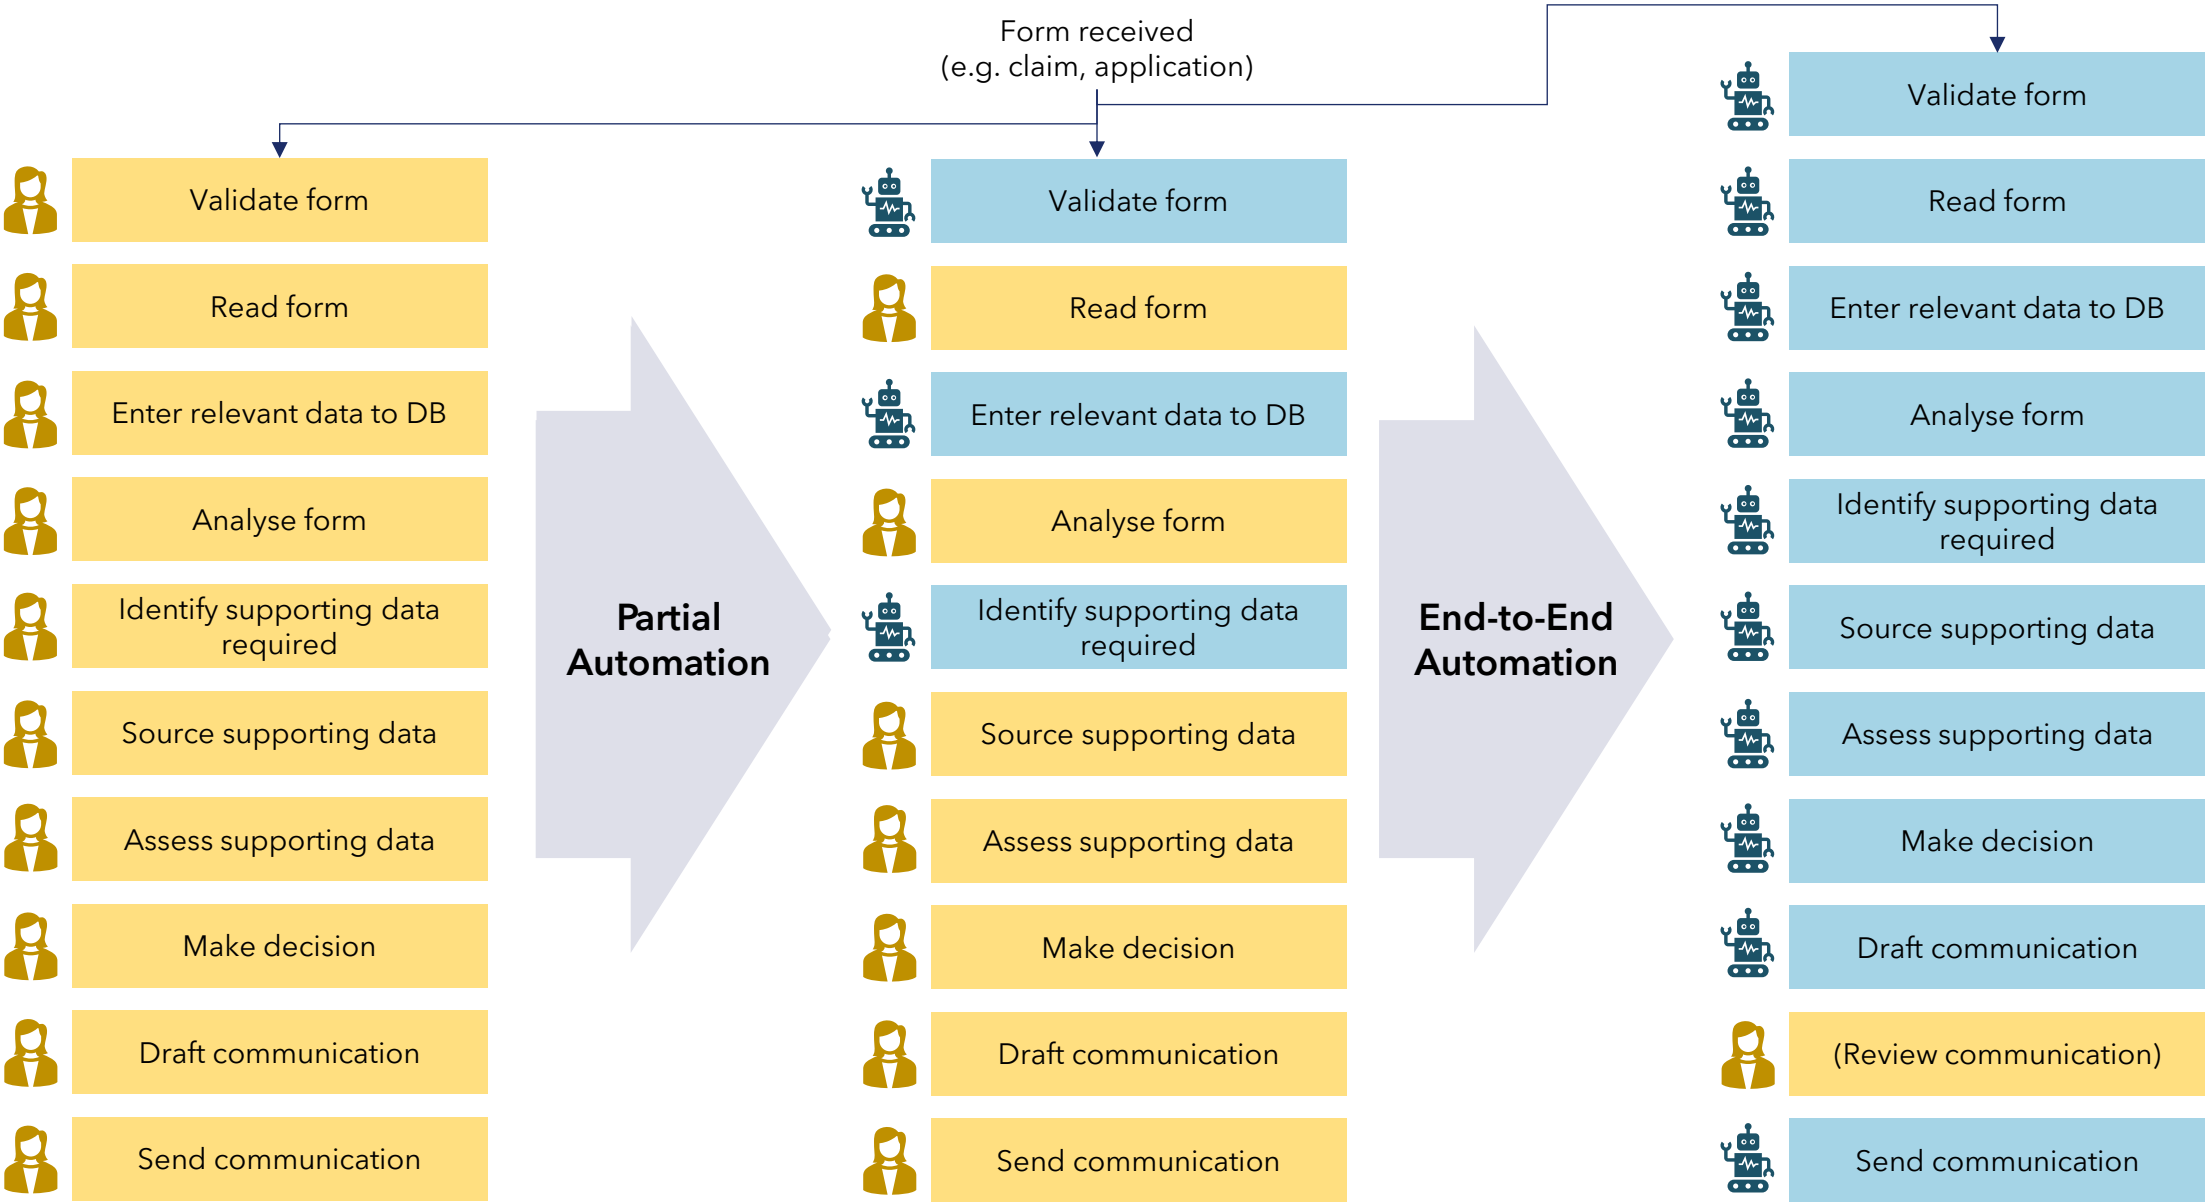 Form received
(e.g. claim, application)
Validate form
Read form
Enter relevant data to DB
Analyse form
Identify supporting data
required
Source supporting data
Assess supporting data
Make decision
Draft communication
Send communication
Partial
Automation
Validate form
Read form
Enter relevant data to DB
Analyse form
Identify supporting data
required
Source supporting data
Assess supporting data
Make decision
Draft communication
Send communication
End-to-End
Automation
Validate form
Read form
Enter relevant data to DB
Analyse form
Identify supporting data
required
Source supporting data
Assess supporting data
Make decision
Draft communication
(Review communication)
Send communication